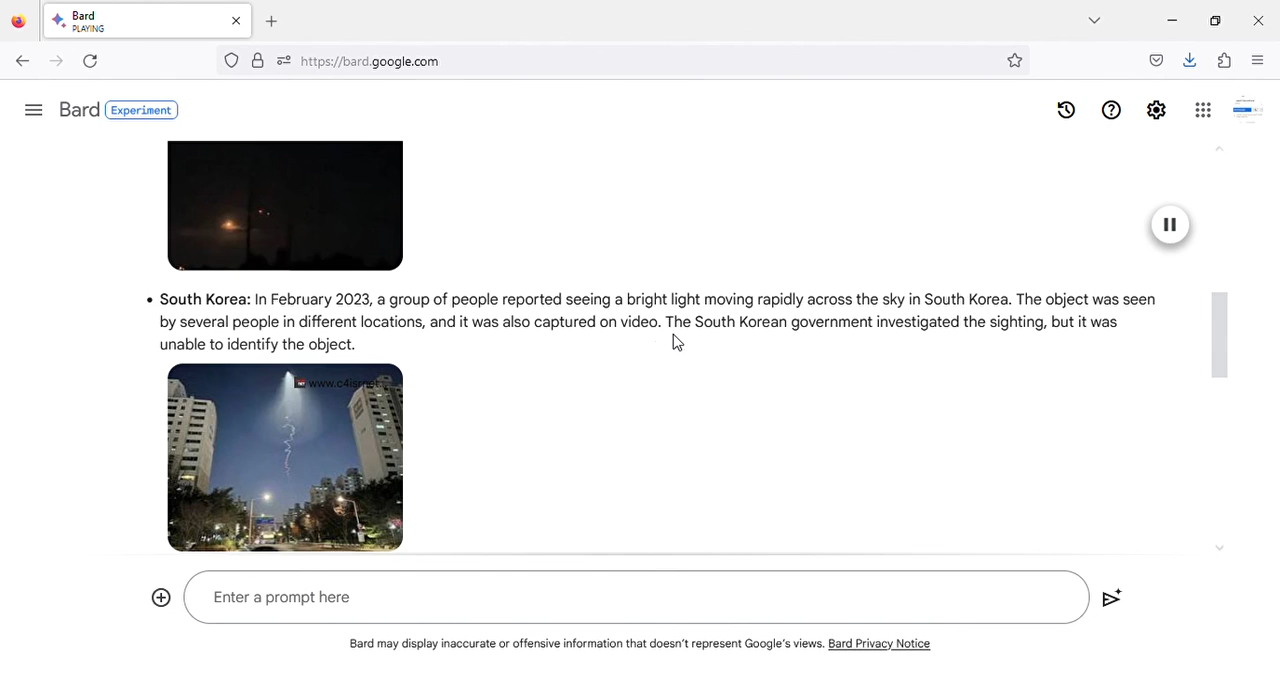 Bard
PLAYING
https://bard.google.com
Bard Experiment
South Korea: In February 2023, a group of people reported seeing a bright light moving rapidly across the sky in South Korea. The object was seen
by several people in different locations, and it was also captured on video. The South Korean government investigated the sighting, but it was
unable to identify the object.
Enter a prompt here
Bard may display inaccurate or offensive information that doesn't represent Google's views. Bard Privacy Notice